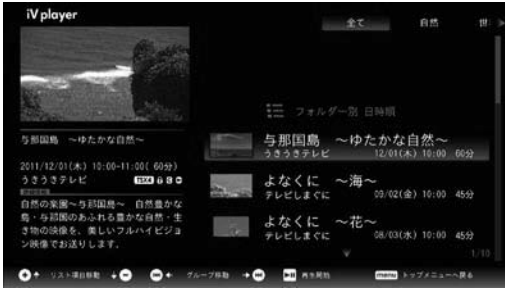 iV player
全て 自然 世
フォルダー別 日時順
与那国島 ～ゆたかな自然～
2011/12/01(木) 10:00-11:00( 60分)
うきうきテレビ TSX4
自然の楽園～与那国島～ 自然豊かな
島・与那国のあふれる豊かな自然・生
き物の映像を、美しいフルハイビジョ
ン映像でお送りします。
与那国島 ～ゆたかな自然～
うきうきテレビ 12/01(木) 10:00 60分
よなくに ～海～
テレビしまぐに 09/02(金) 10:00 45分
よなくに ～花～
テレビしまぐに 08/03(水) 10:00 45分
1/10
リスト項目移動 グループ移動 再生開始 menu トップメニューへ戻る